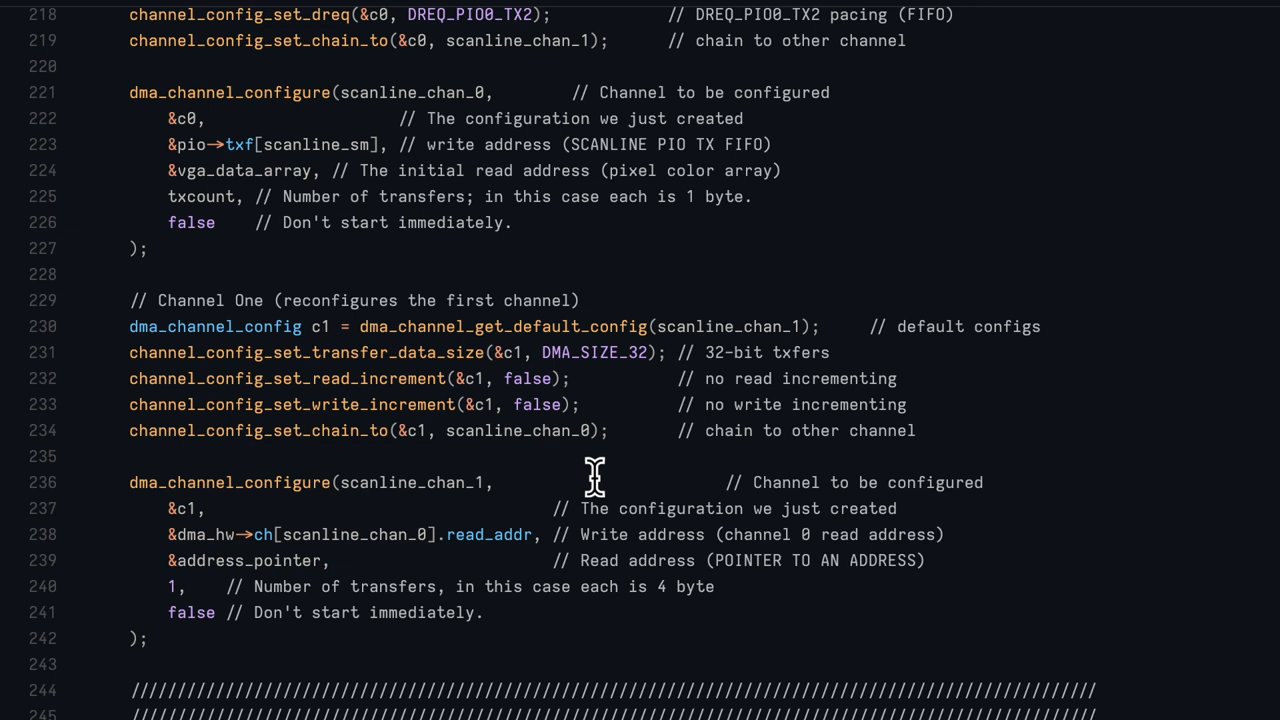 218 channel_config_set_dreq(&c0, DREQ_PIO0_TX2); // DREQ_PIO0_TX2 pacing (FIFO)
219 channel_config_set_chain_to(&c0, scanline_chan_1); // chain to other channel
220
221 dma_channel_configure(scanline_chan_0, // Channel to be configured
222 &c0, // The configuration we just created
223 &pio->txf[scanline_sm], // write address (SCANLINE PIO TX FIFO)
224 &vga_data_array, // The initial read address (pixel color array)
225 txcount, // Number of transfers; in this case each is 1 byte.
226 false // Don't start immediately.
227 );
228
229 // Channel One (reconfigures the first channel)
230 dma_channel_config c1 = dma_channel_get_default_config(scanline_chan_1); // default configs
231 channel_config_set_transfer_data_size(&c1, DMA_SIZE_32); // 32-bit txfers
232 channel_config_set_read_increment(&c1, false); // no read incrementing
233 channel_config_set_write_increment(&c1, false); // no write incrementing
234 channel_config_set_chain_to(&c1, scanline_chan_0); // chain to other channel
235
236 dma_channel_configure(scanline_chan_1, // Channel to be configured
237 &c1, // The configuration we just created
238 &dma_hw->ch[scanline_chan_0].read_addr, // Write address (channel 0 read address)
239 &address_pointer, // Read address (POINTER TO AN ADDRESS)
240 1, // Number of transfers, in this case each is 4 byte
241 false // Don't start immediately.
242 );
243
244 /////////////////////////////////////////////////////////////////////////////////////////////////////
245 /////////////////////////////////////////////////////////////////////////////////////////////////////